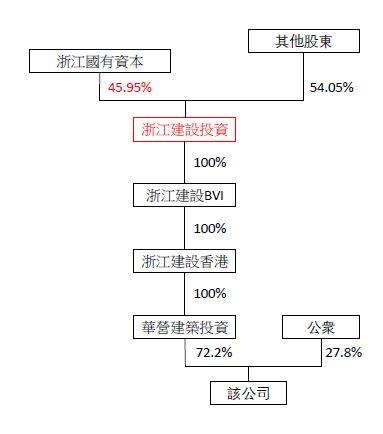 其他股東
浙江國有資本
45.95%
54.05%
浙江建設投資
100%
浙江建設BVI
100%
浙江建設香港
100%
華營建築投資
公眾
72.2%
27.8%
該公司